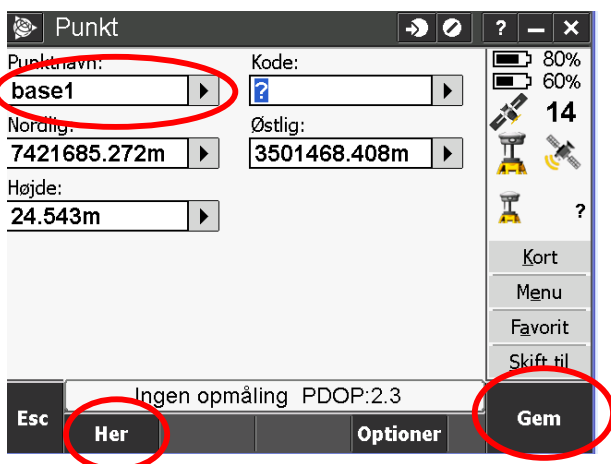 Punkt
? – ×
Punktnavn:
Kode:
80%
base1
?
60%
14
Nordlig:
Østlig:
7421685.272m
3501468.408m
Højde:
24.543m
?
Kort
Menu
Favorit
Skift til
Ingen opmåling PDOP:2.3
Esc
Her
Optioner
Gem